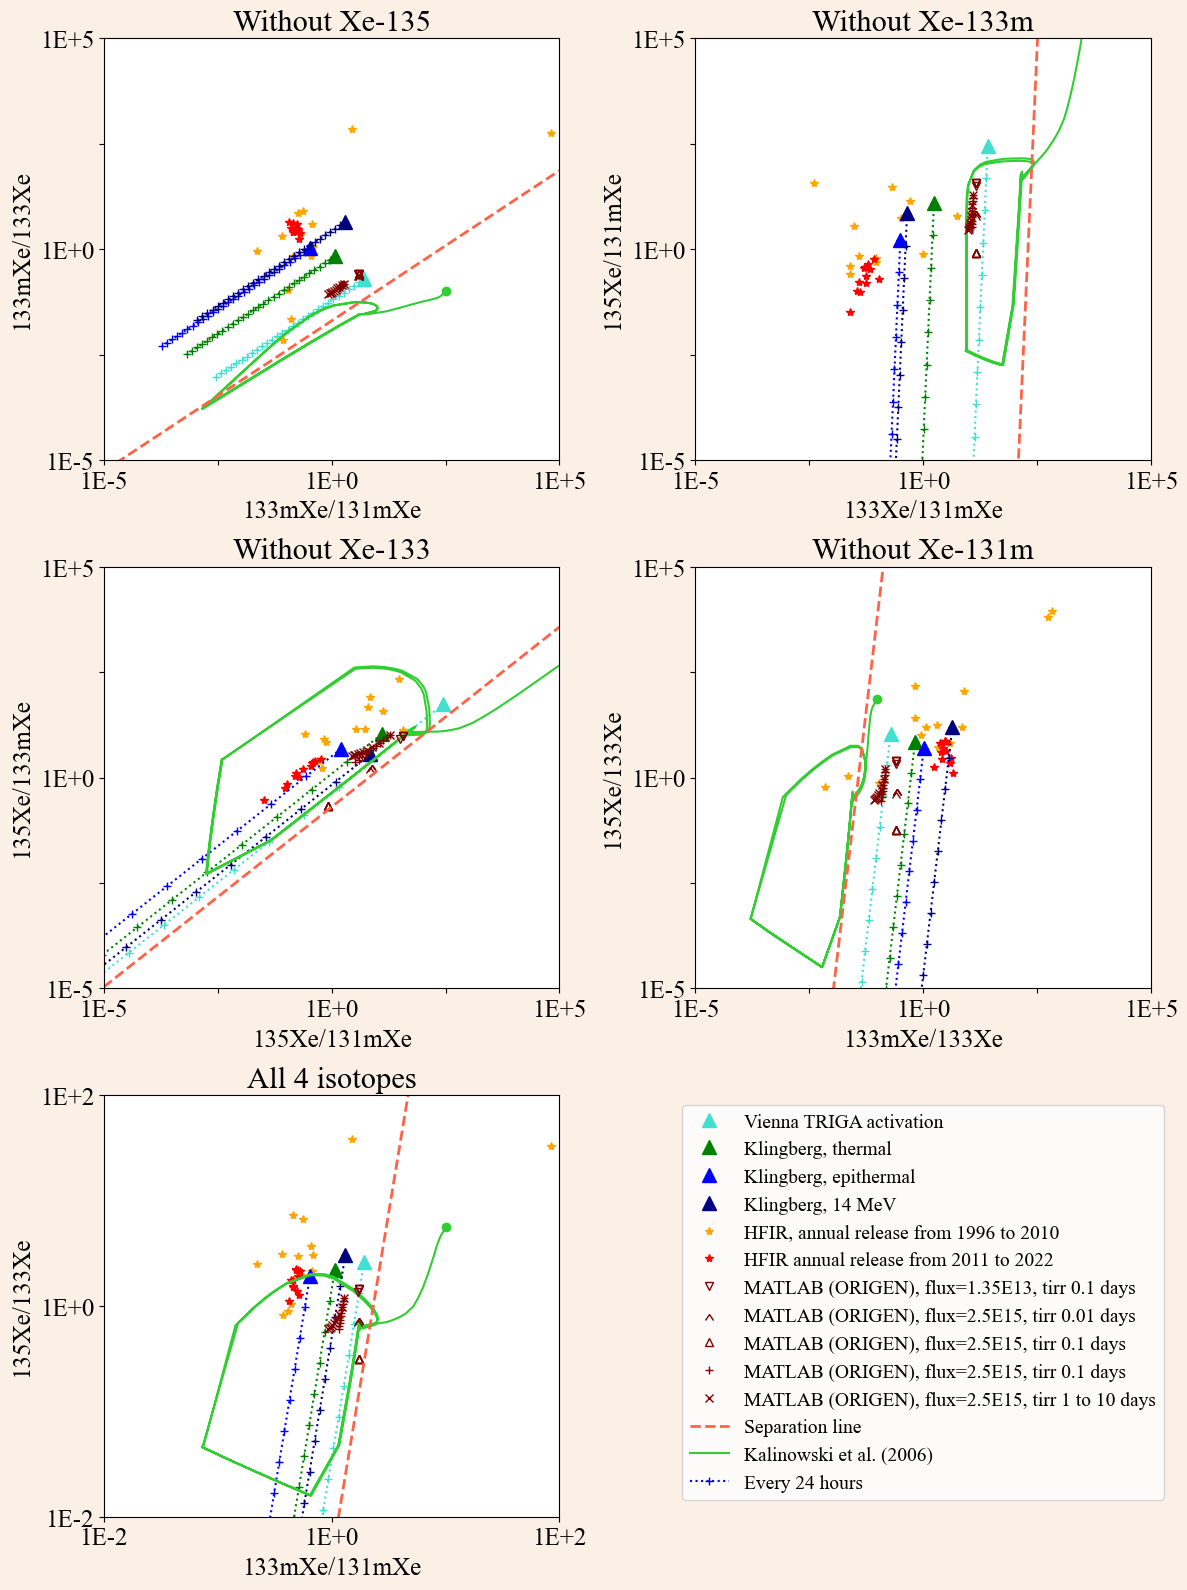 Without Xe-135
1E+5
1E+0
1E-5
133mXe/133Xe
1E-5
1E+0
1E+5
133mXe/131mXe
Without Xe-133m
1E+5
1E+0
1E-5
135Xe/131mXe
1E-5
1E+0
1E+5
133Xe/131mXe
Without Xe-133
1E+5
1E+0
1E-5
135Xe/133mXe
1E-5
1E+0
1E+5
135Xe/131mXe
Without Xe-131m
1E+5
1E+0
1E-5
135Xe/133Xe
1E-5
1E+0
1E+5
133mXe/133Xe
All 4 isotopes
1E+2
1E+0
1E-2
135Xe/133Xe
1E-2
1E+0
1E+2
133mXe/131mXe
Vienna TRIGA activation
Klingberg, thermal
Klingberg, epithermal
Klingberg, 14 MeV
HFIR, annual release from 1996 to 2010
HFIR annual release from 2011 to 2022
MATLAB (ORIGEN), flux=1.35E13, tirr 0.1 days
MATLAB (ORIGEN), flux=2.5E15, tirr 0.01 days
MATLAB (ORIGEN), flux=2.5E15, tirr 0.1 days
MATLAB (ORIGEN), flux=2.5E15, tirr 0.1 days
MATLAB (ORIGEN), flux=2.5E15, tirr 1 to 10 days
Separation line
Kalinowski et al. (2006)
Every 24 hours